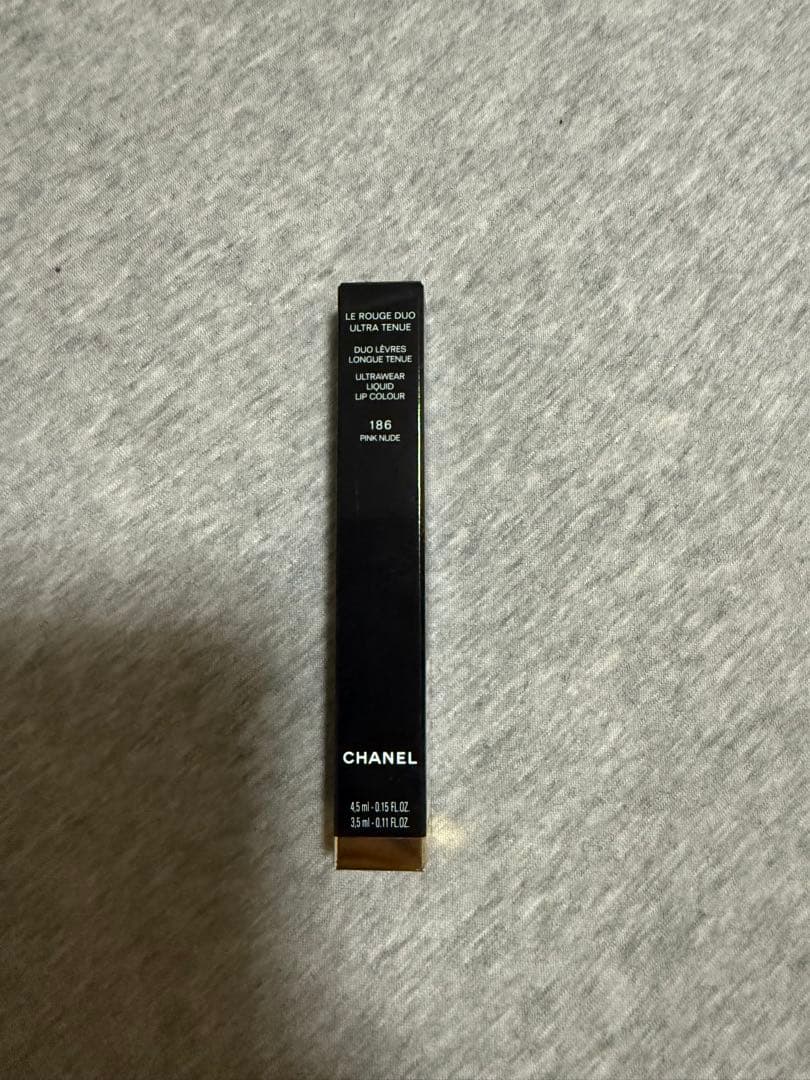 LE ROUGE DUO
ULTRA TENUE
DUO LÈVRES
LONGUE TENUE
ULTRAWEAR
LIQUID
LIP COLOUR
186
PINK NUDE
CHANEL
4,5 ml - 0.15 FL.OZ.
3,5 ml - 0.11 FL.OZ.